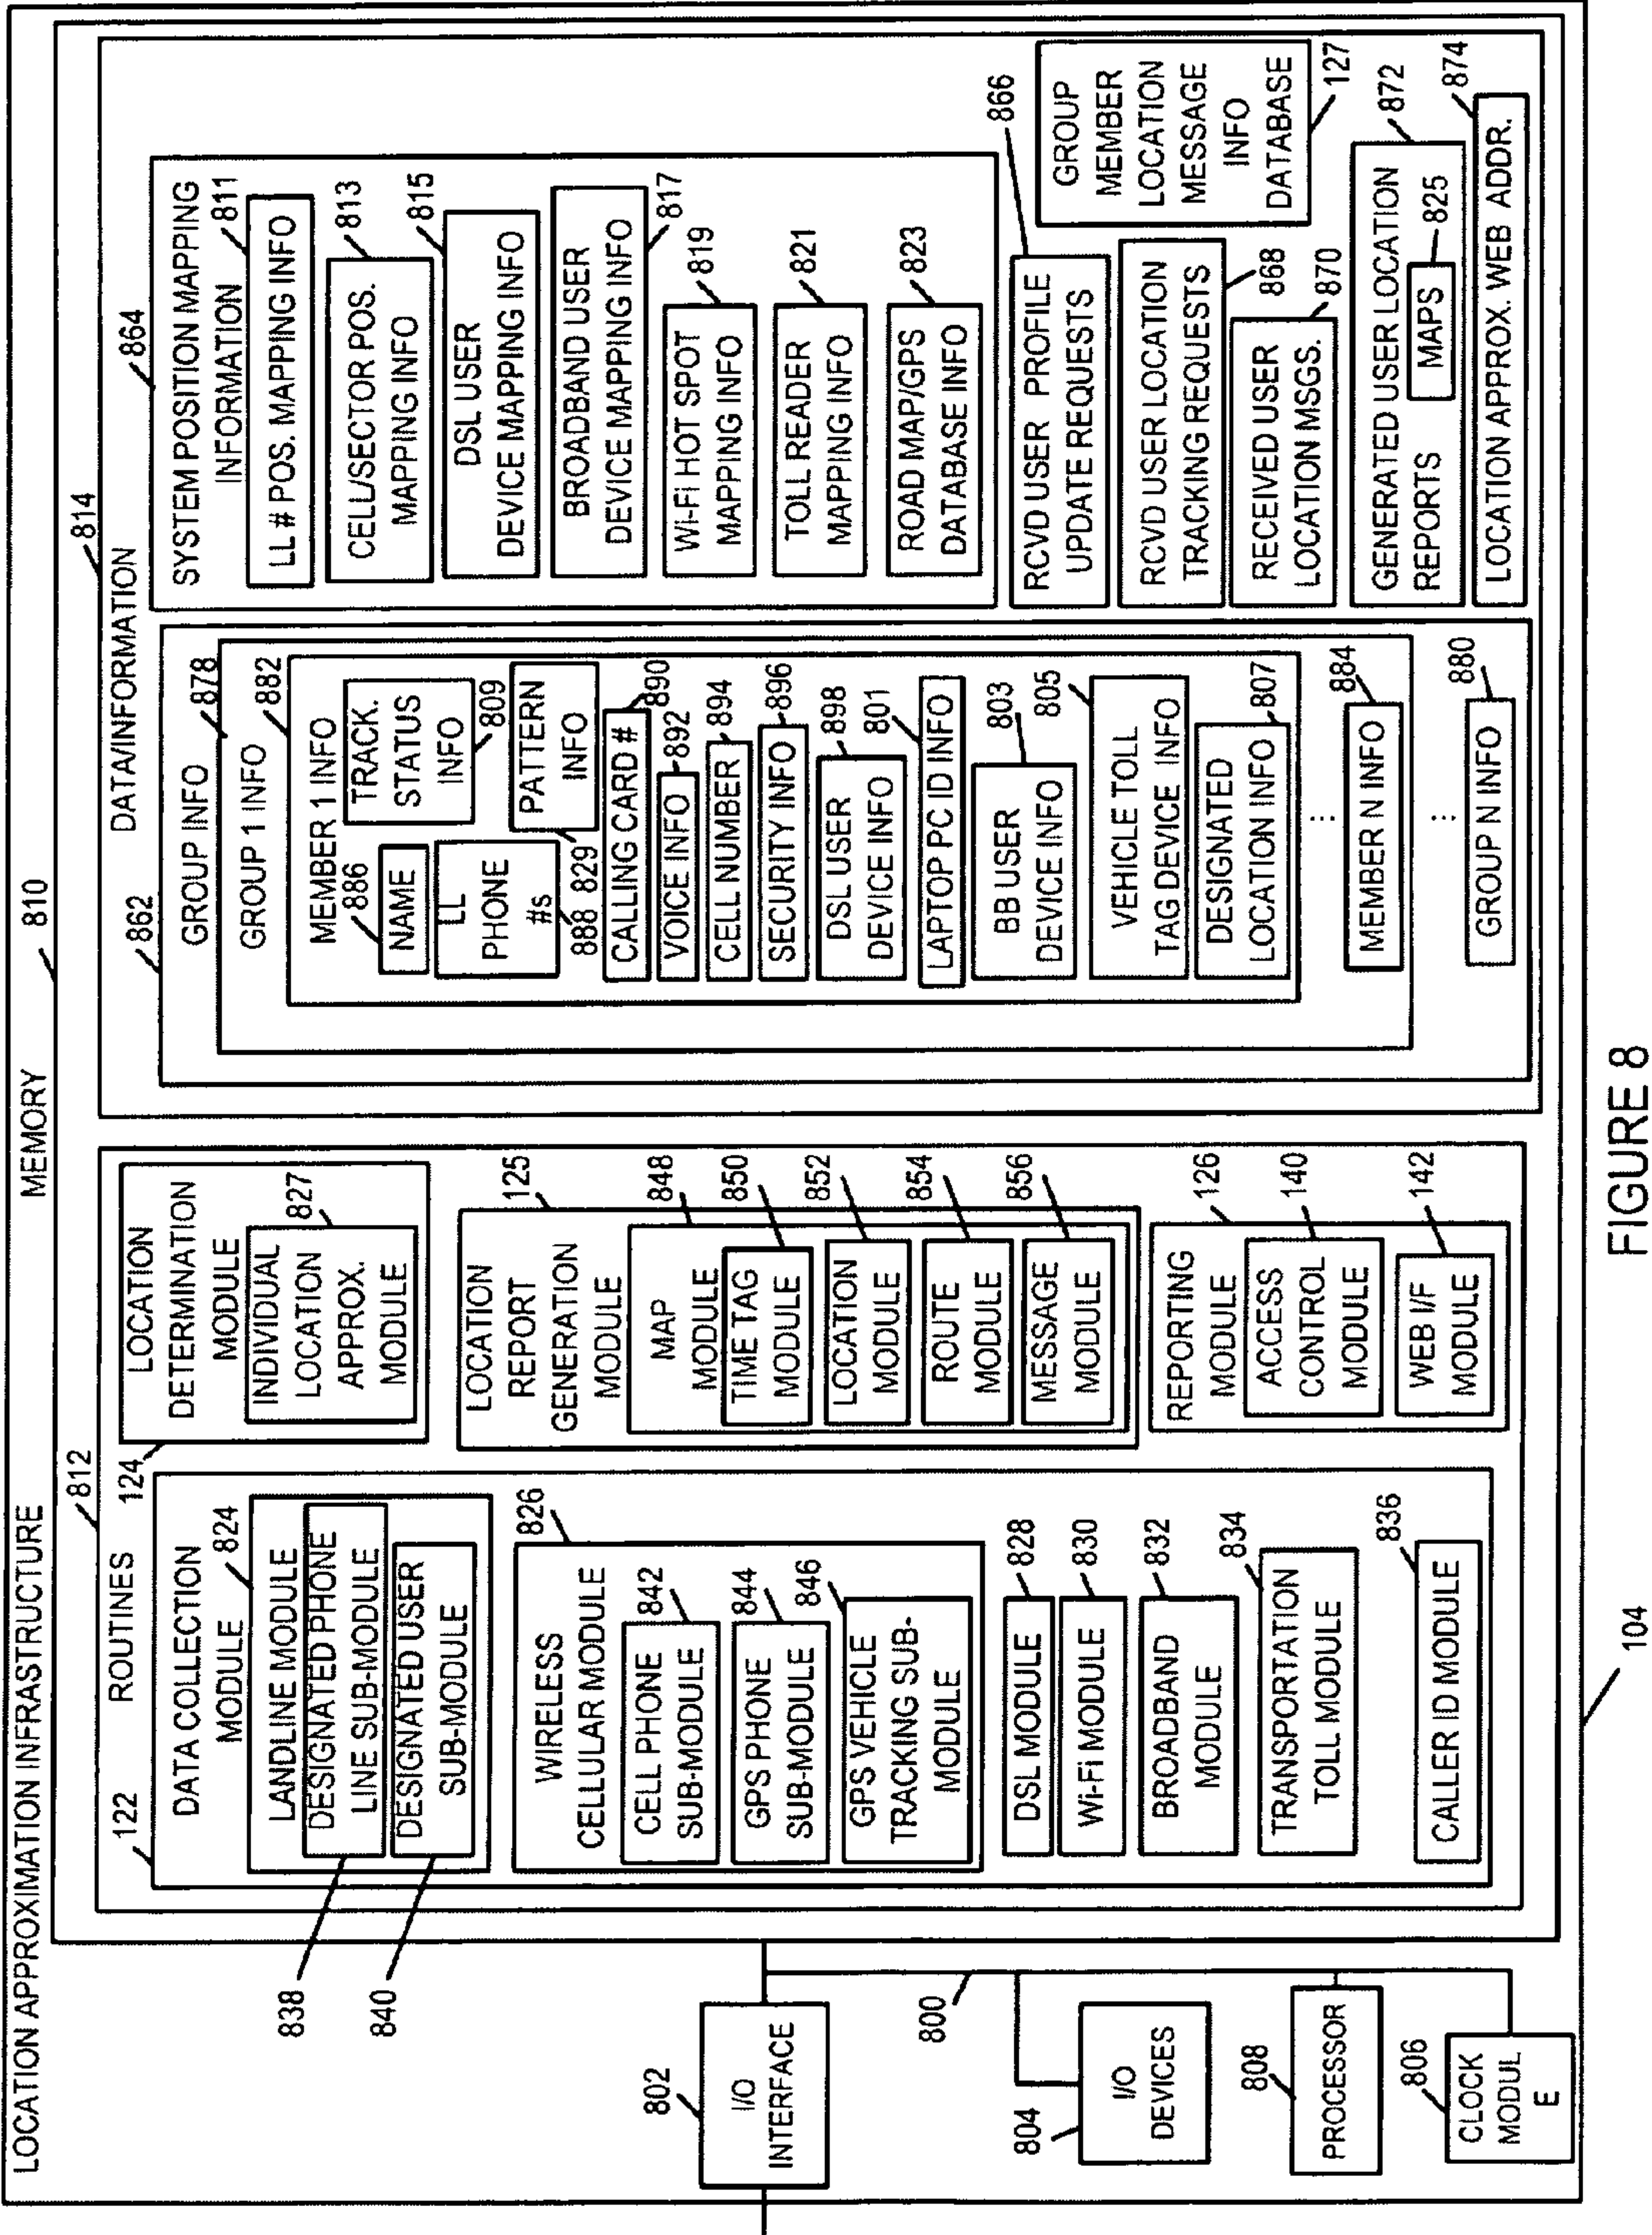 LOCATION APPROXIMATION INFRASTRUCTURE
MEMORY
810
812
ROUTINES
122
DATA COLLECTION
MODULE
824
LANDLINE MODULE
DESIGNATED PHONE
LINE SUB-MODULE
DESIGNATED USER
SUB-MODULE
838
840
WIRELESS
CELLULAR MODULE
826
CELL PHONE
SUB-MODULE
842
GPS PHONE
SUB-MODULE
844
GPS VEHICLE
TRACKING SUB-
MODULE
846
DSL MODULE
828
Wi-Fi MODULE
830
BROADBAND
MODULE
832
TRANSPORTATION
TOLL MODULE
834
CALLER ID MODULE
836
124
LOCATION
DETERMINATION
MODULE
INDIVIDUAL
LOCATION
APPROX.
MODULE
827
LOCATION
REPORT
GENERATION
MODULE
125
MAP
MODULE
848
TIME TAG
MODULE
850
LOCATION
MODULE
852
ROUTE
MODULE
854
MESSAGE
MODULE
856
REPORTING
MODULE
126
ACCESS
CONTROL
MODULE
140
WEB I/F
MODULE
142
814
DATA/INFORMATION
862
GROUP INFO
878
GROUP 1 INFO
882
MEMBER 1 INFO
886
NAME
TRACK.
STATUS
INFO
809
LL
PHONE
#s
888
PATTERN
INFO
829
CALLING CARD #
890
VOICE INFO
892
CELL NUMBER
894
SECURITY INFO
896
DSL USER
DEVICE INFO
898
LAPTOP PC ID INFO
801
BB USER
DEVICE INFO
803
VEHICLE TOLL
TAG DEVICE INFO
805
DESIGNATED
LOCATION INFO
807
...
MEMBER N INFO
884
...
GROUP N INFO
880
864
SYSTEM POSITION MAPPING
INFORMATION
811
LL # POS. MAPPING INFO
CELL/SECTOR POS.
MAPPING INFO
813
DSL USER
DEVICE MAPPING INFO
815
BROADBAND USER
DEVICE MAPPING INFO
817
WI-FI HOT SPOT
MAPPING INFO
819
TOLL READER
MAPPING INFO
821
ROAD MAP/GPS
DATABASE INFO
823
RCVD USER PROFILE
UPDATE REQUESTS
866
RCVD USER LOCATION
TRACKING REQUESTS
868
RECEIVED USER
LOCATION MSGS.
870
GROUP
MEMBER
LOCATION
MESSAGE
INFO
DATABASE
127
GENERATED USER LOCATION
REPORTS
872
MAPS
825
LOCATION APPROX. WEB ADDR.
874
802
I/O
INTERFACE
800
804
I/O
DEVICES
808
PROCESSOR
806
CLOCK
MODUL
E
104
FIGURE 8